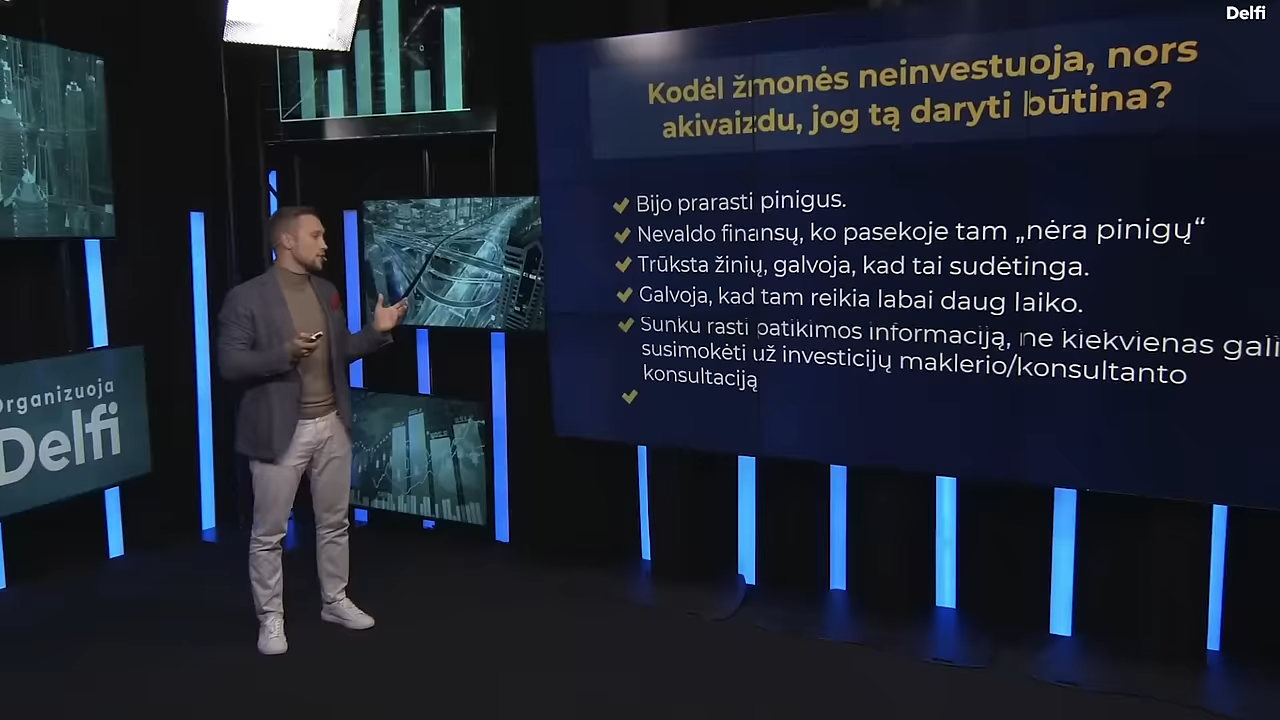 Delfi
Kodėl žmonės neinvestuoja, nors
akivaizdu, jog tą daryti būtina?
Bijo prarasti pinigus.
Nevaldo finansų, ko pasekoje tam „nėra pinigų“
Trūksta žinių, galvoja, kad tai sudėtinga.
Galvoja, kad tam reikia labai daug laiko.
Sunku rasti patikimos informaciją, ne kiekvienas gali
susimokėti už investicijų maklerio/konsultanto
konsultaciją
Organizuoja
Delfi